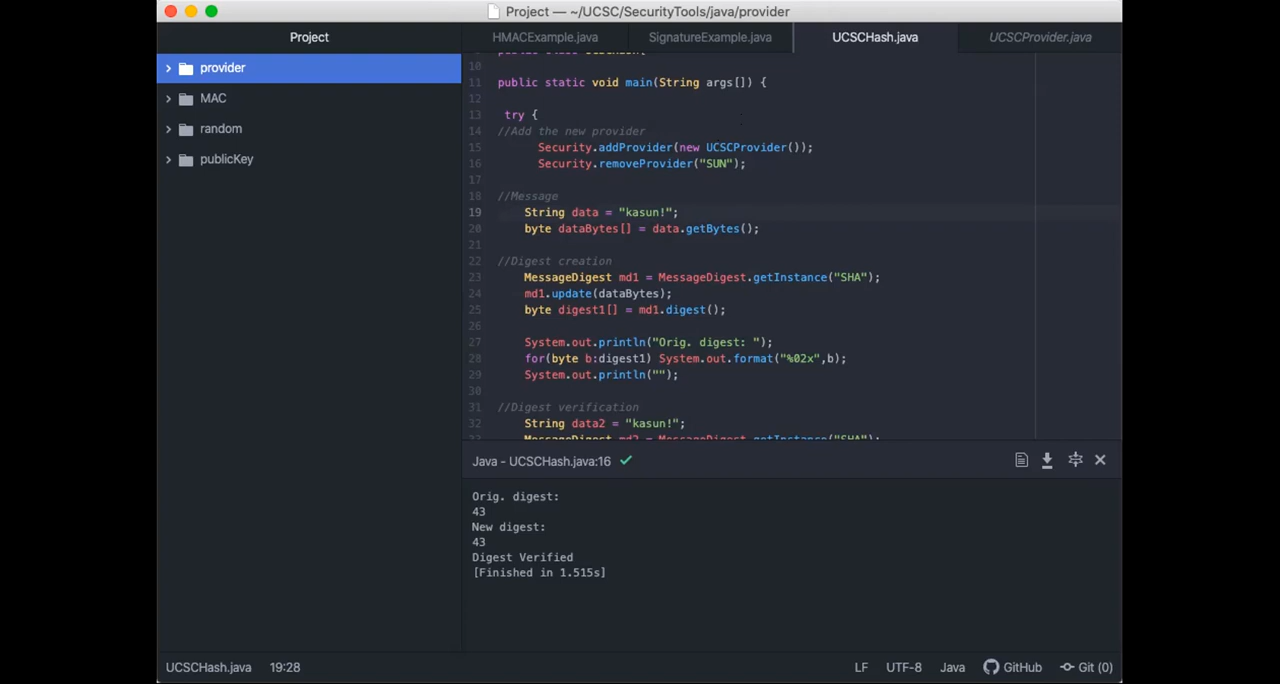 Project — ~/UCSC/SecurityTools/java/provider
Project
HMACExample.java
SignatureExample.java
UCSCHash.java
UCSCProvider.java
provider
MAC
random
publicKey
10
11 public static void main(String args[]) {
12
13 try {
14 //Add the new provider
15 Security.addProvider(new UCSCProvider());
16 Security.removeProvider("SUN");
17
18 //Message
19 String data = "kasun!";
20 byte dataBytes[] = data.getBytes();
21
22 //Digest creation
23 MessageDigest md1 = MessageDigest.getInstance("SHA");
24 md1.update(dataBytes);
25 byte digest1[] = md1.digest();
26
27 System.out.println("Orig. digest: ");
28 for(byte b:digest1) System.out.format("%02x",b);
29 System.out.println("");
30
31 //Digest verification
32 String data2 = "kasun!";
33 MessageDigest md2 = MessageDigest.getInstance("SHA");
Java - UCSCHash.java:16
Orig. digest:
43
New digest:
43
Digest Verified
[Finished in 1.515s]
UCSCHash.java 19:28 LF UTF-8 Java GitHub Git (0)